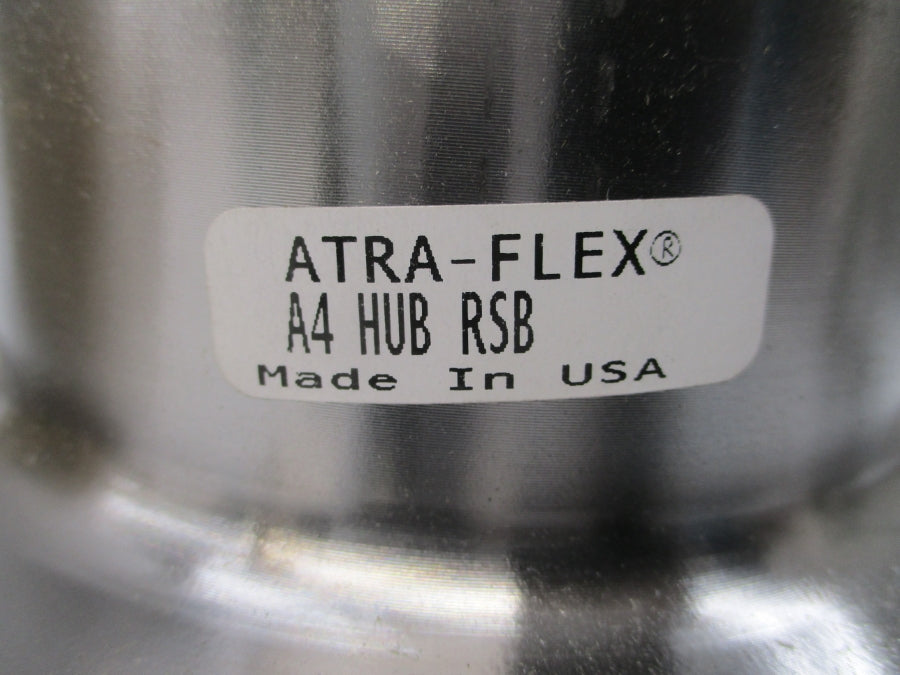 ATRA-FLEX®
A4 HUB RSB
Made In USA